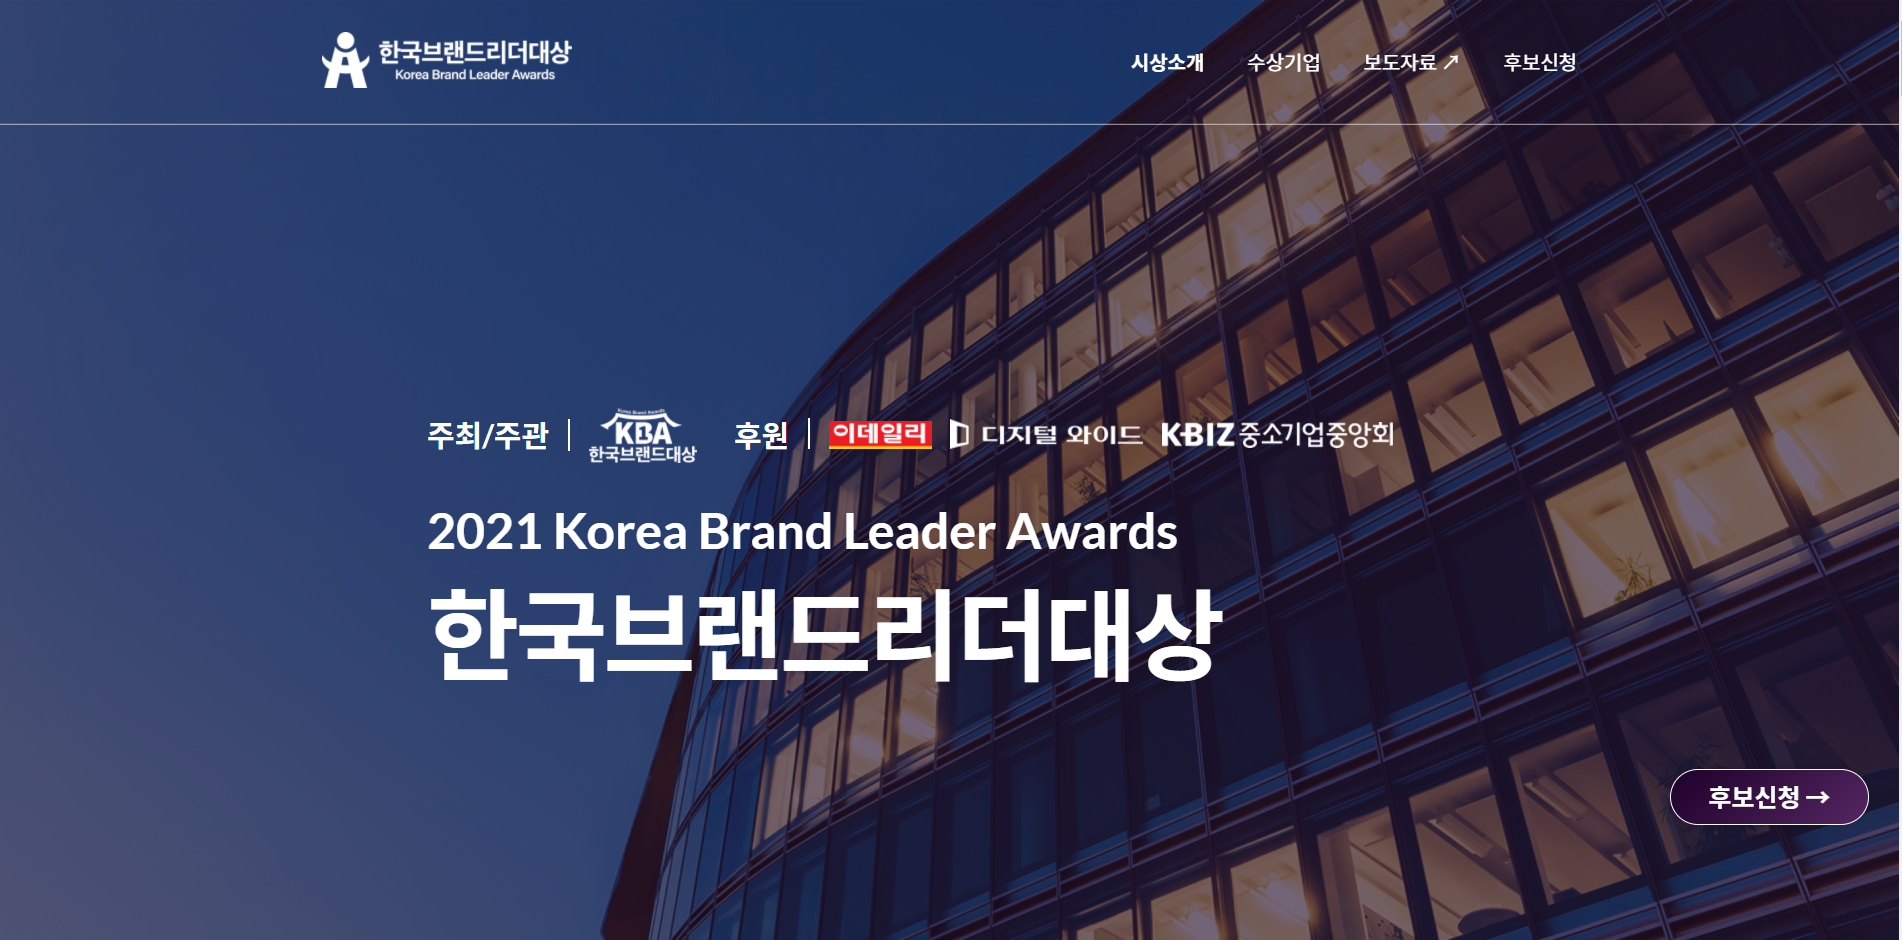 한국브랜드리더대상
Korea Brand Leader Awards
시상소개 수상기업 보도자료 ↗ 후보신청
주최/주관 | Korea Brand Awards KBA 한국브랜드대상 후원 | 이데일리 디지털 와이드 K-BIZ 중소기업중앙회
2021 Korea Brand Leader Awards
한국브랜드리더대상
후보신청 →